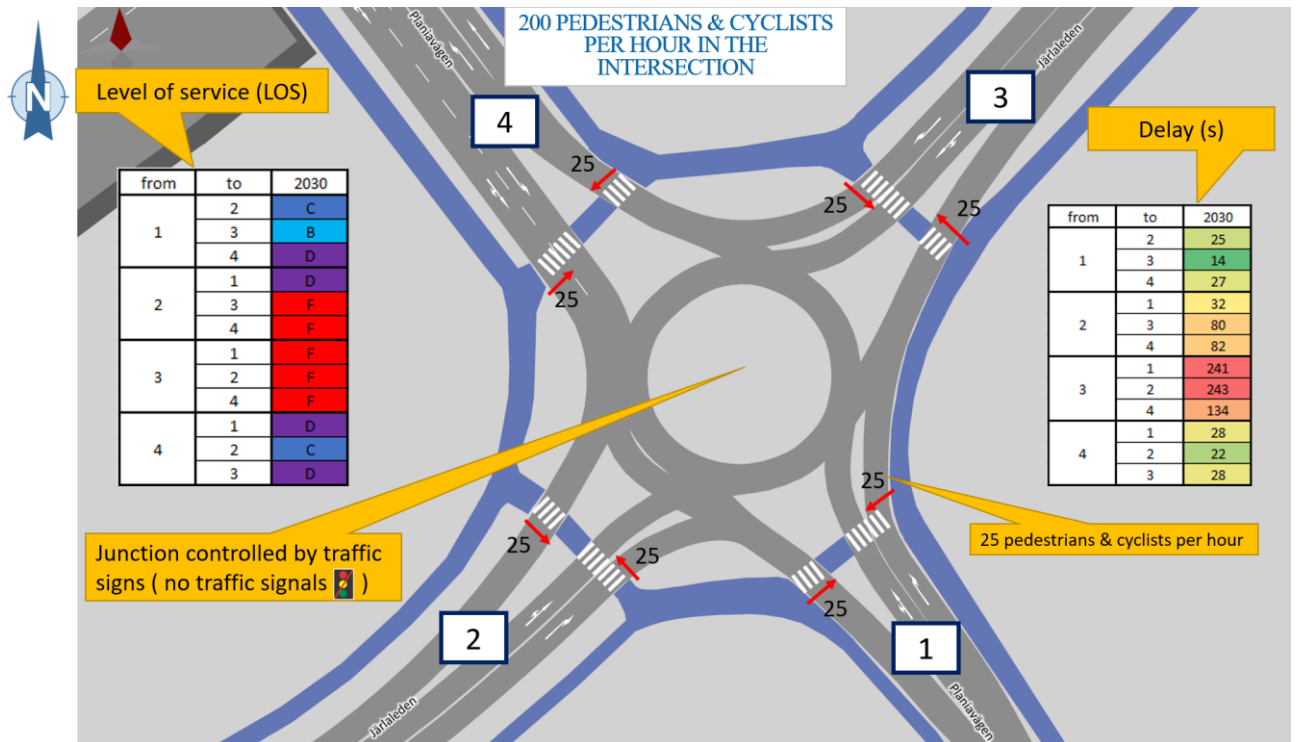 200 PEDESTRIANS & CYCLISTS
PER HOUR IN THE
INTERSECTION
N
Planiavägen
Järlaleden
Level of service (LOS)
4
3
Delay (s)
from to 2030
1 2 C
3 B
4 D
2 1 D
3 F
4 F
3 1 F
2 F
4 F
4 1 D
2 C
3 D
from to 2030
1 2 25
3 14
4 27
2 1 32
3 80
4 82
3 1 241
2 243
4 134
4 1 28
2 22
3 28
25
25
25
25
25
25
25
25
25 pedestrians & cyclists per hour
Junction controlled by traffic
signs ( no traffic signals )
2
1
Järlaleden
Planiavägen